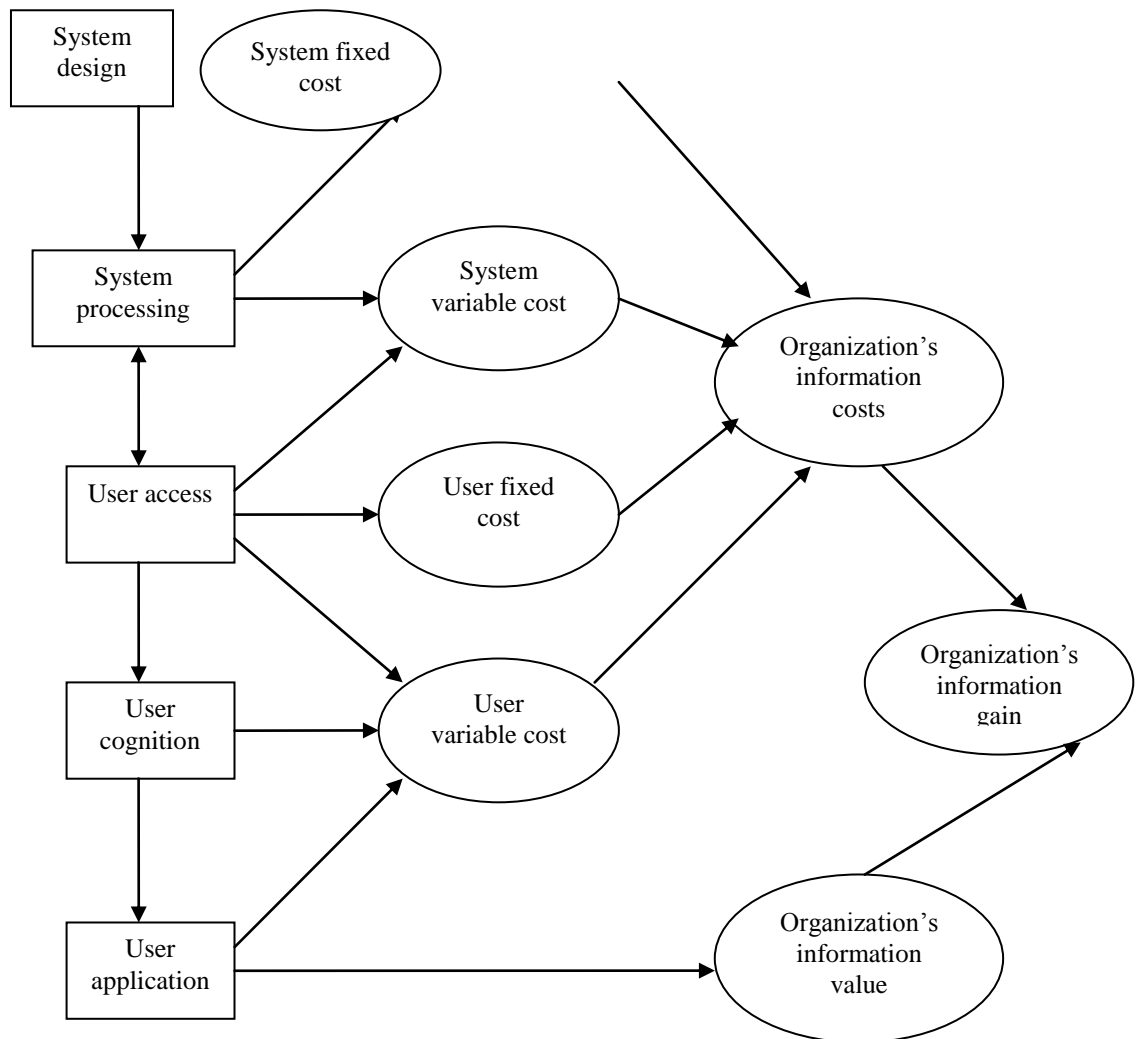 System
design
System fixed
cost
System
processing
System
variable cost
Organization’s
information
costs
User access
User fixed
cost
Organization’s
information
gain
User
cognition
User
variable cost
User
application
Organization’s
information
value